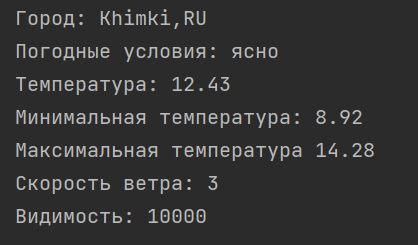 Город: Khimki,RU
Погодные условия: ясно
Температура: 12.43
Минимальная температура: 8.92
Максимальная температура 14.28
Скорость ветра: 3
Видимость: 10000